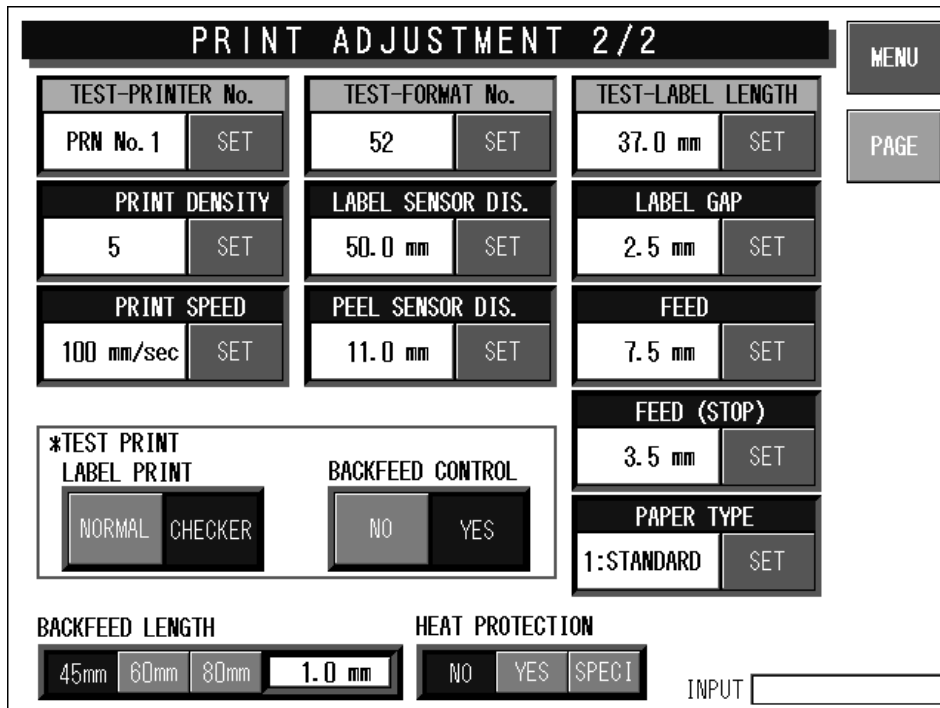 PRINT ADJUSTMENT 2/2
MENU
PAGE
TEST-PRINTER No.
PRN No.1 SET
TEST-FORMAT No.
52 SET
TEST-LABEL LENGTH
37.0 mm SET
PRINT DENSITY
5 SET
LABEL SENSOR DIS.
50.0 mm SET
LABEL GAP
2.5 mm SET
PRINT SPEED
100 mm/sec SET
PEEL SENSOR DIS.
11.0 mm SET
FEED
7.5 mm SET
FEED (STOP)
3.5 mm SET
PAPER TYPE
1:STANDARD SET
*TEST PRINT
LABEL PRINT
NORMAL CHECKER
BACKFEED CONTROL
NO YES
BACKFEED LENGTH
45mm 60mm 80mm 1.0 mm
HEAT PROTECTION
NO YES SPECI
INPUT